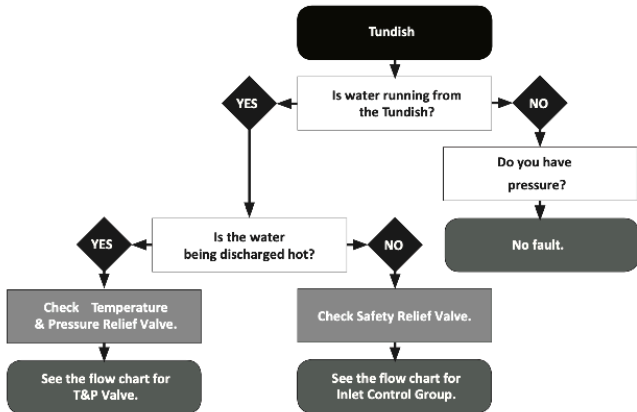 Tundish
Is water running from
the Tundish?
YES
NO
Do you have
pressure?
No fault.
Is the water
being discharged hot?
YES
NO
Check Temperature
& Pressure Relief Valve.
Check Safety Relief Valve.
See the flow chart for
T&P Valve.
See the flow chart for
Inlet Control Group.